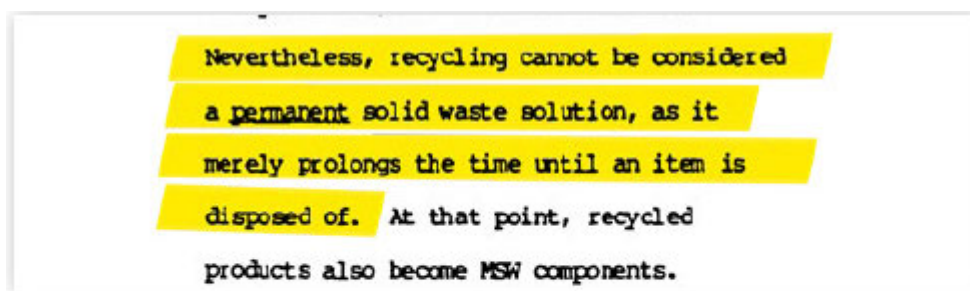 Nevertheless, recycling cannot be considered
a permanent solid waste solution, as it
merely prolongs the time until an item is
disposed of. At that point, recycled
products also become MSW components.